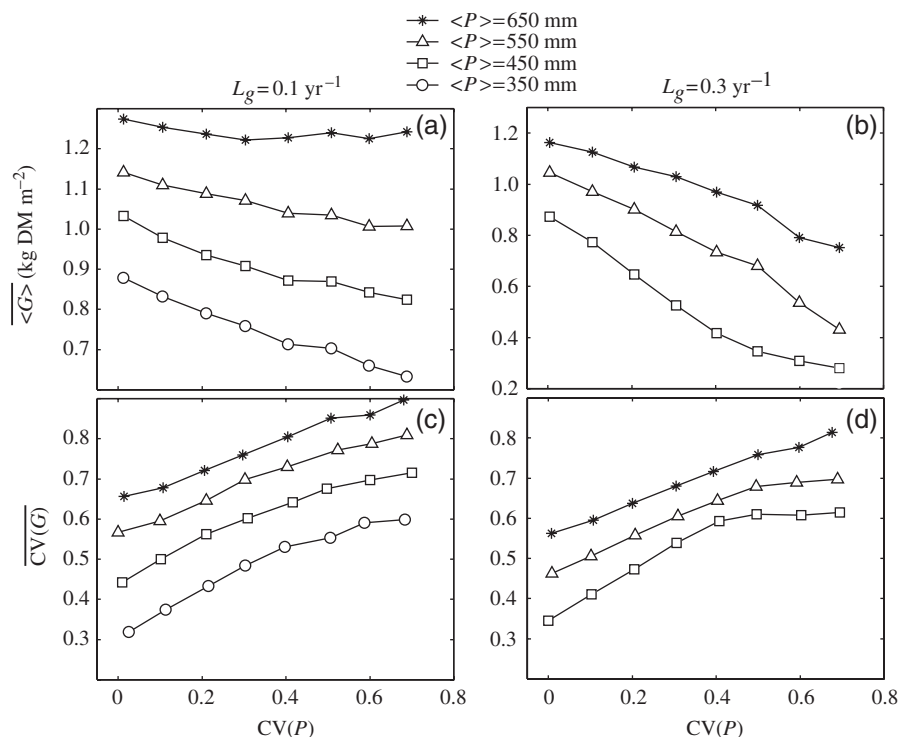 <P>=650 mm
<P>=550 mm
<P>=450 mm
<P>=350 mm
L_g=0.1 yr⁻¹
L_g=0.3 yr⁻¹
(a)
1.2
1.1
1.0
0.9
0.8
0.7
<G> (kg DM m⁻²)
(b)
1.4
1.2
1.0
0.8
0.6
0.4
0.2
(c)
0.8
0.7
0.6
0.5
0.4
0.3
CV(G)
0 0.2 0.4 0.6 0.8
CV(P)
(d)
0.8
0.7
0.6
0.5
0.4
0.3
0 0.2 0.4 0.6 0.8
CV(P)